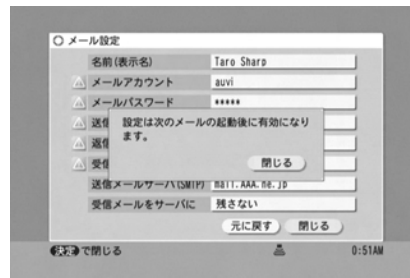 メール設定
名前(表示名) Taro Sharp
メールアカウント auvi
メールパスワード *****
送信
設定は次のメールの起動後に有効になり
ます。
返信
受信
閉じる
送信メールサーバ(SMTP) mail.AAA.ne.jp
受信メールをサーバに 残さない
元に戻す 閉じる
決定で閉じる 0:51AM